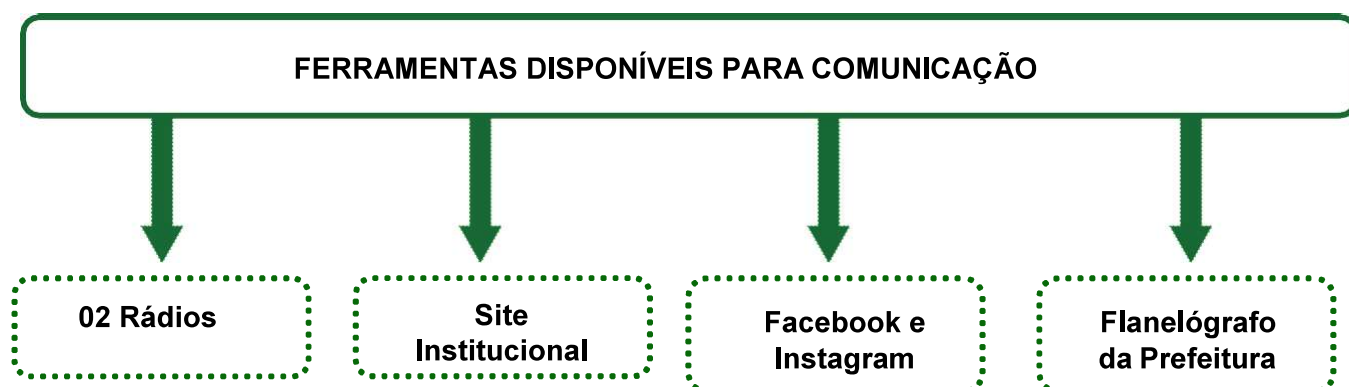 FERRAMENTAS DISPONÍVEIS PARA COMUNICAÇÃO
02 Rádios
Site
Institucional
Facebook e
Instagram
Flanelógrafo
da Prefeitura